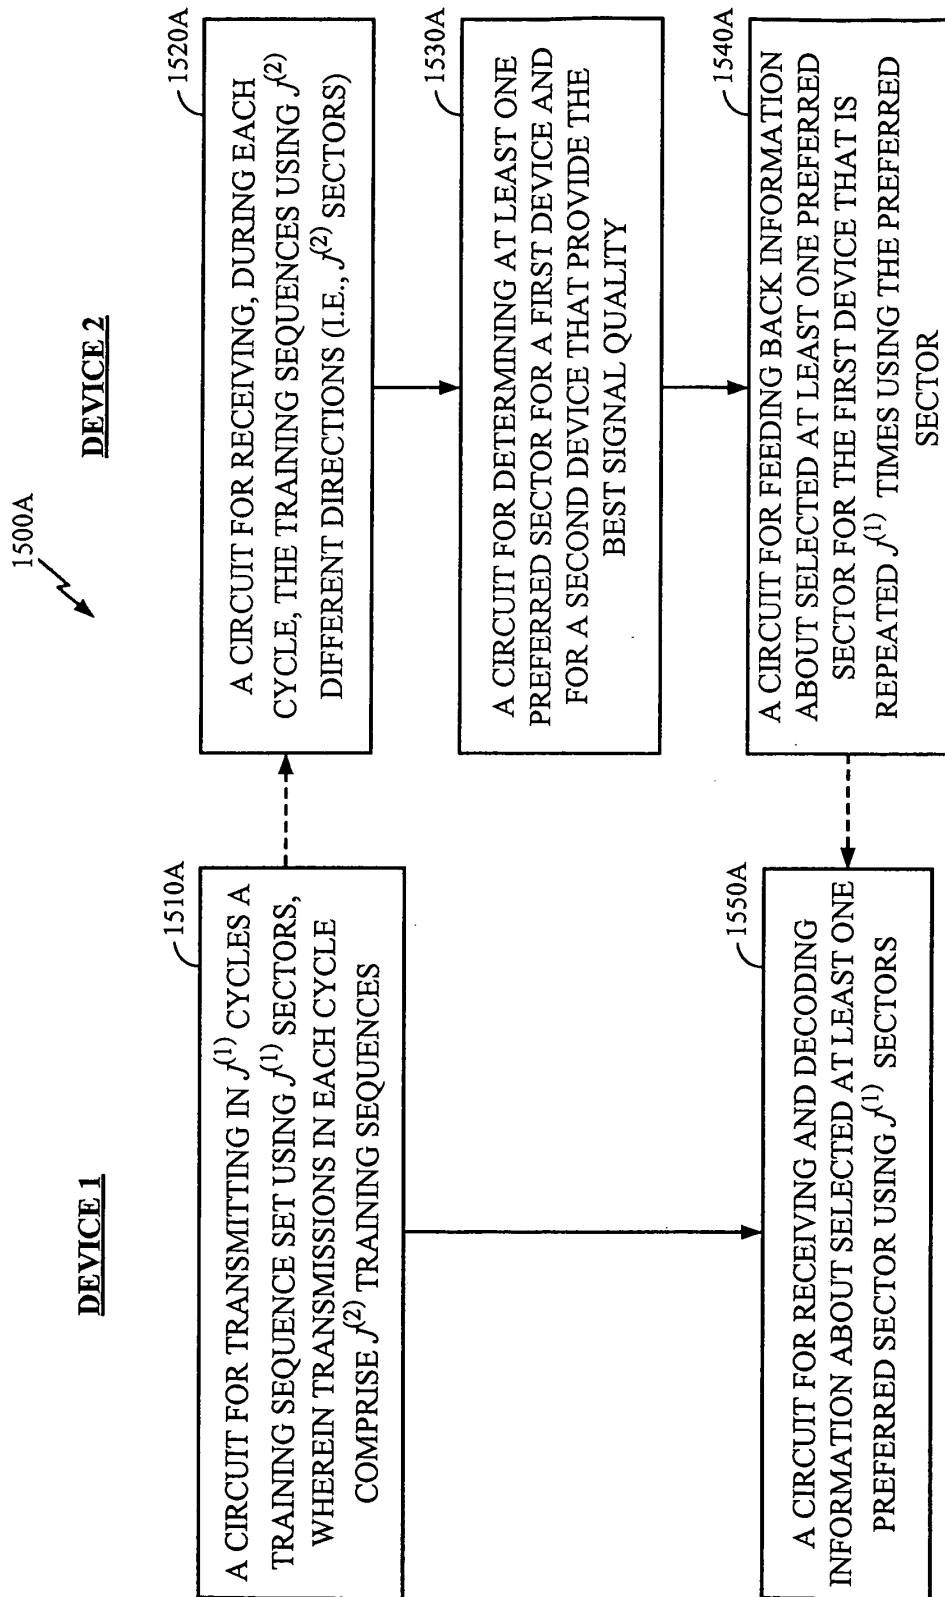 1500A
DEVICE 1
DEVICE 2
1510A
A CIRCUIT FOR TRANSMITTING IN J^(1) CYCLES A
TRAINING SEQUENCE SET USING J^(1) SECTORS,
WHEREIN TRANSMISSIONS IN EACH CYCLE
COMPRISE J^(2) TRAINING SEQUENCES
1520A
A CIRCUIT FOR RECEIVING, DURING EACH
CYCLE, THE TRAINING SEQUENCES USING J^(2)
DIFFERENT DIRECTIONS (I.E., J^(2) SECTORS)
1530A
A CIRCUIT FOR DETERMINING AT LEAST ONE
PREFERRED SECTOR FOR A FIRST DEVICE AND
FOR A SECOND DEVICE THAT PROVIDE THE
BEST SIGNAL QUALITY
1540A
A CIRCUIT FOR FEEDING BACK INFORMATION
ABOUT SELECTED AT LEAST ONE PREFERRED
SECTOR FOR THE FIRST DEVICE THAT IS
REPEATED J^(1) TIMES USING THE PREFERRED
SECTOR
1550A
A CIRCUIT FOR RECEIVING AND DECODING
INFORMATION ABOUT SELECTED AT LEAST ONE
PREFERRED SECTOR USING J^(1) SECTORS